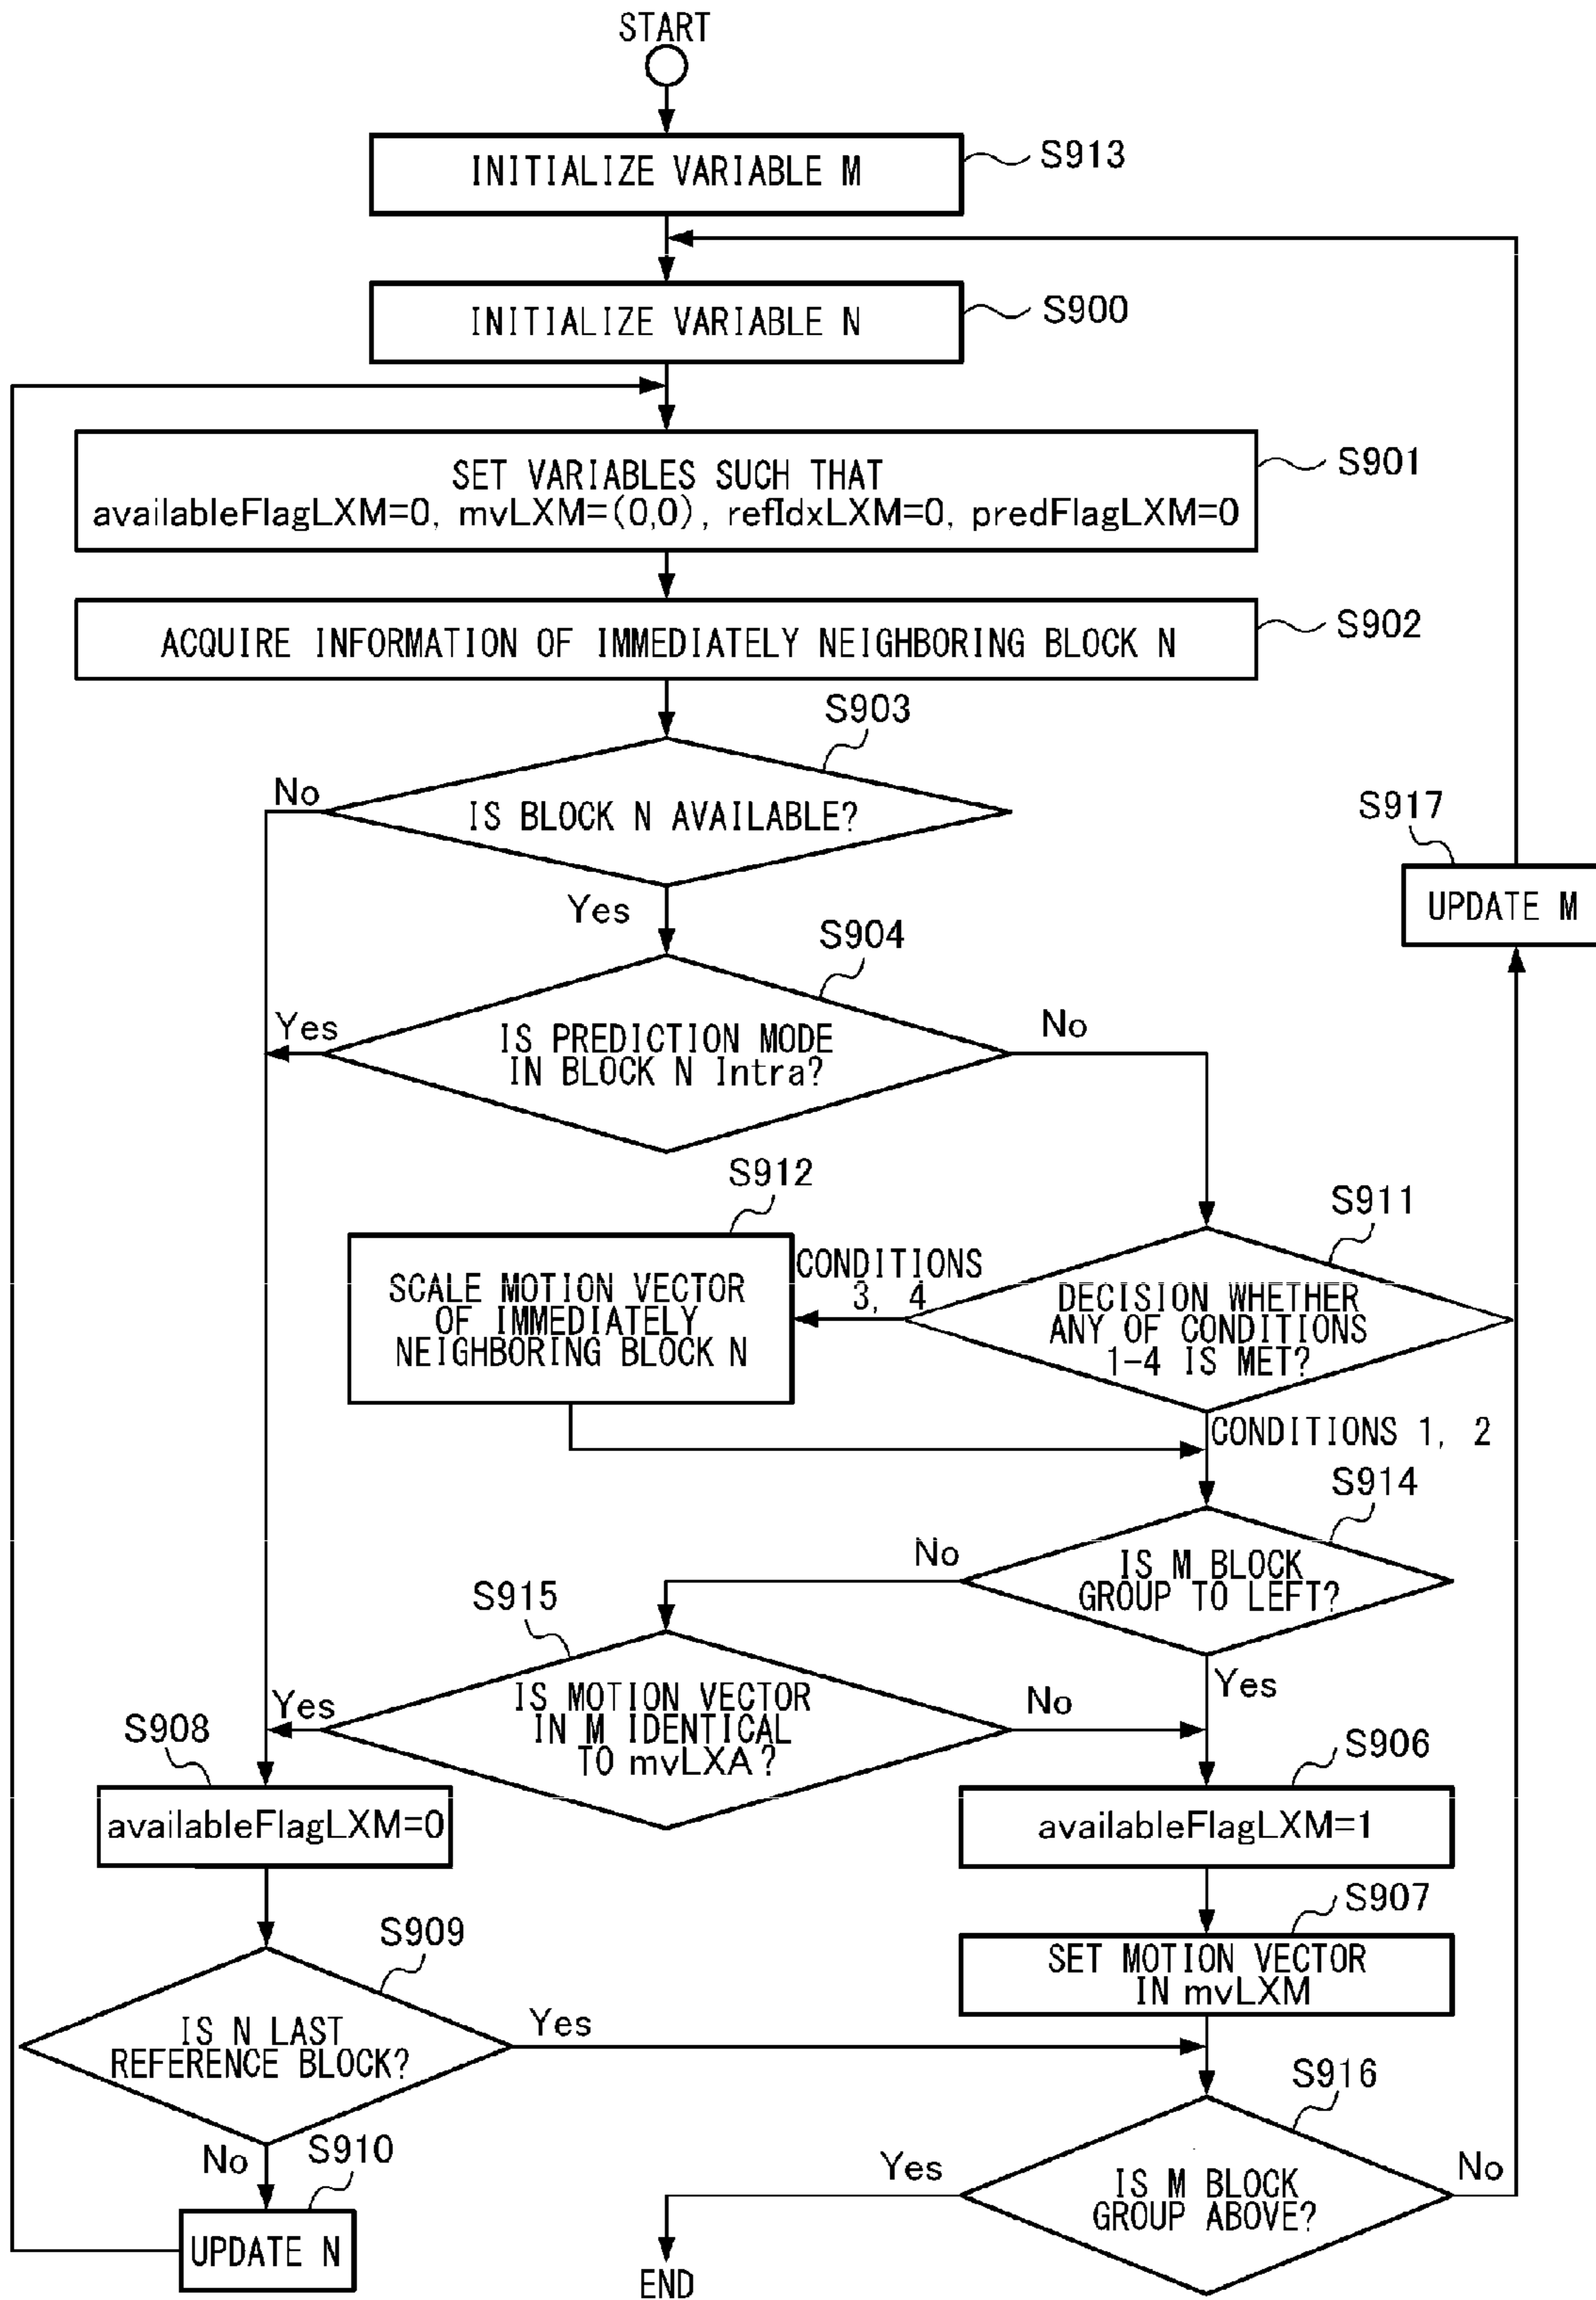 START
INITIALIZE VARIABLE M
S913
INITIALIZE VARIABLE N
S900
SET VARIABLES SUCH THAT
availableFlagLXM=0, mvLXM=(0,0), refIdxLXM=0, predFlagLXM=0
S901
ACQUIRE INFORMATION OF IMMEDIATELY NEIGHBORING BLOCK N
S902
S903
No
IS BLOCK N AVAILABLE?
Yes
S917
UPDATE M
S904
Yes
IS PREDICTION MODE
IN BLOCK N Intra?
No
S912
SCALE MOTION VECTOR
OF IMMEDIATELY
NEIGHBORING BLOCK N
CONDITIONS
3, 4
S911
DECISION WHETHER
ANY OF CONDITIONS
1-4 IS MET?
CONDITIONS 1, 2
S914
No
IS M BLOCK
GROUP TO LEFT?
Yes
S915
Yes
IS MOTION VECTOR
IN M IDENTICAL
TO mvLXA?
No
S908
availableFlagLXM=0
S906
availableFlagLXM=1
S907
SET MOTION VECTOR
IN mvLXM
S909
IS N LAST
REFERENCE BLOCK?
Yes
No
S910
UPDATE N
S916
Yes
IS M BLOCK
GROUP ABOVE?
No
END